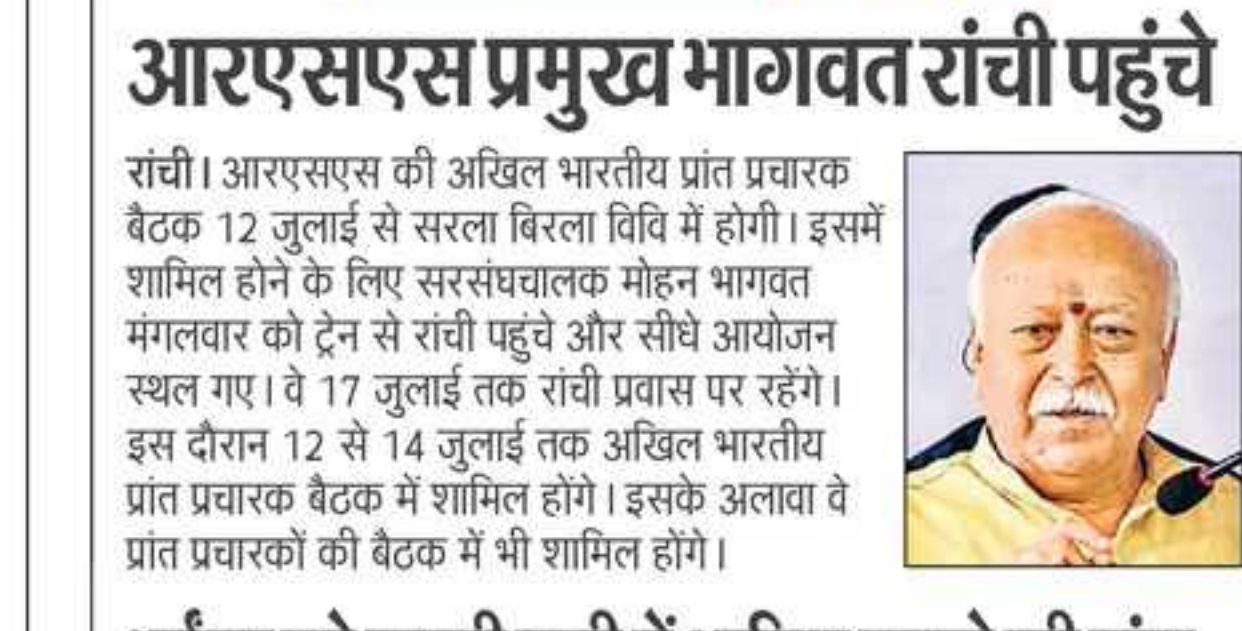 आरएसएस प्रमुख भागवत रांची पहुंचे
रांची। आरएसएस की अखिल भारतीय प्रांत प्रचारक
बैठक 12 जुलाई से सरला बिरला विवि में होगी। इसमें
शामिल होने के लिए सरसंघचालक मोहन भागवत
मंगलवार को ट्रेन से रांची पहुंचे और सीधे आयोजन
स्थल गए। वे 17 जुलाई तक रांची प्रवास पर रहेंगे।
इस दौरान 12 से 14 जुलाई तक अखिल भारतीय
प्रांत प्रचारक बैठक में शामिल होंगे। इसके अलावा वे
प्रांत प्रचारकों की बैठक में भी शामिल होंगे।